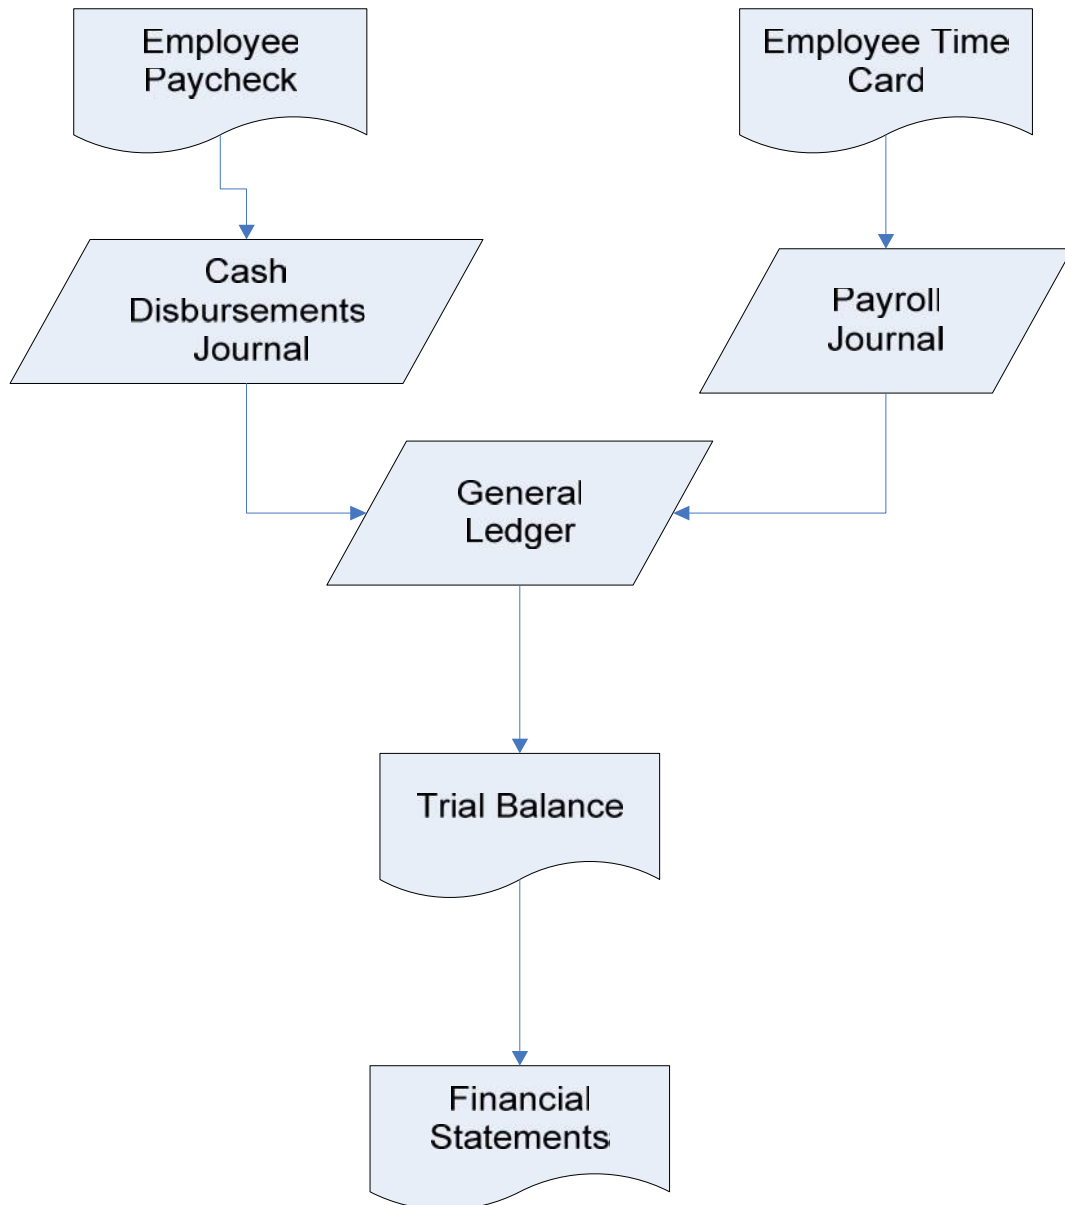 Employee
Paycheck
Employee Time
Card
Cash
Disbursements
Journal
Payroll
Journal
General
Ledger
Trial Balance
Financial
Statements